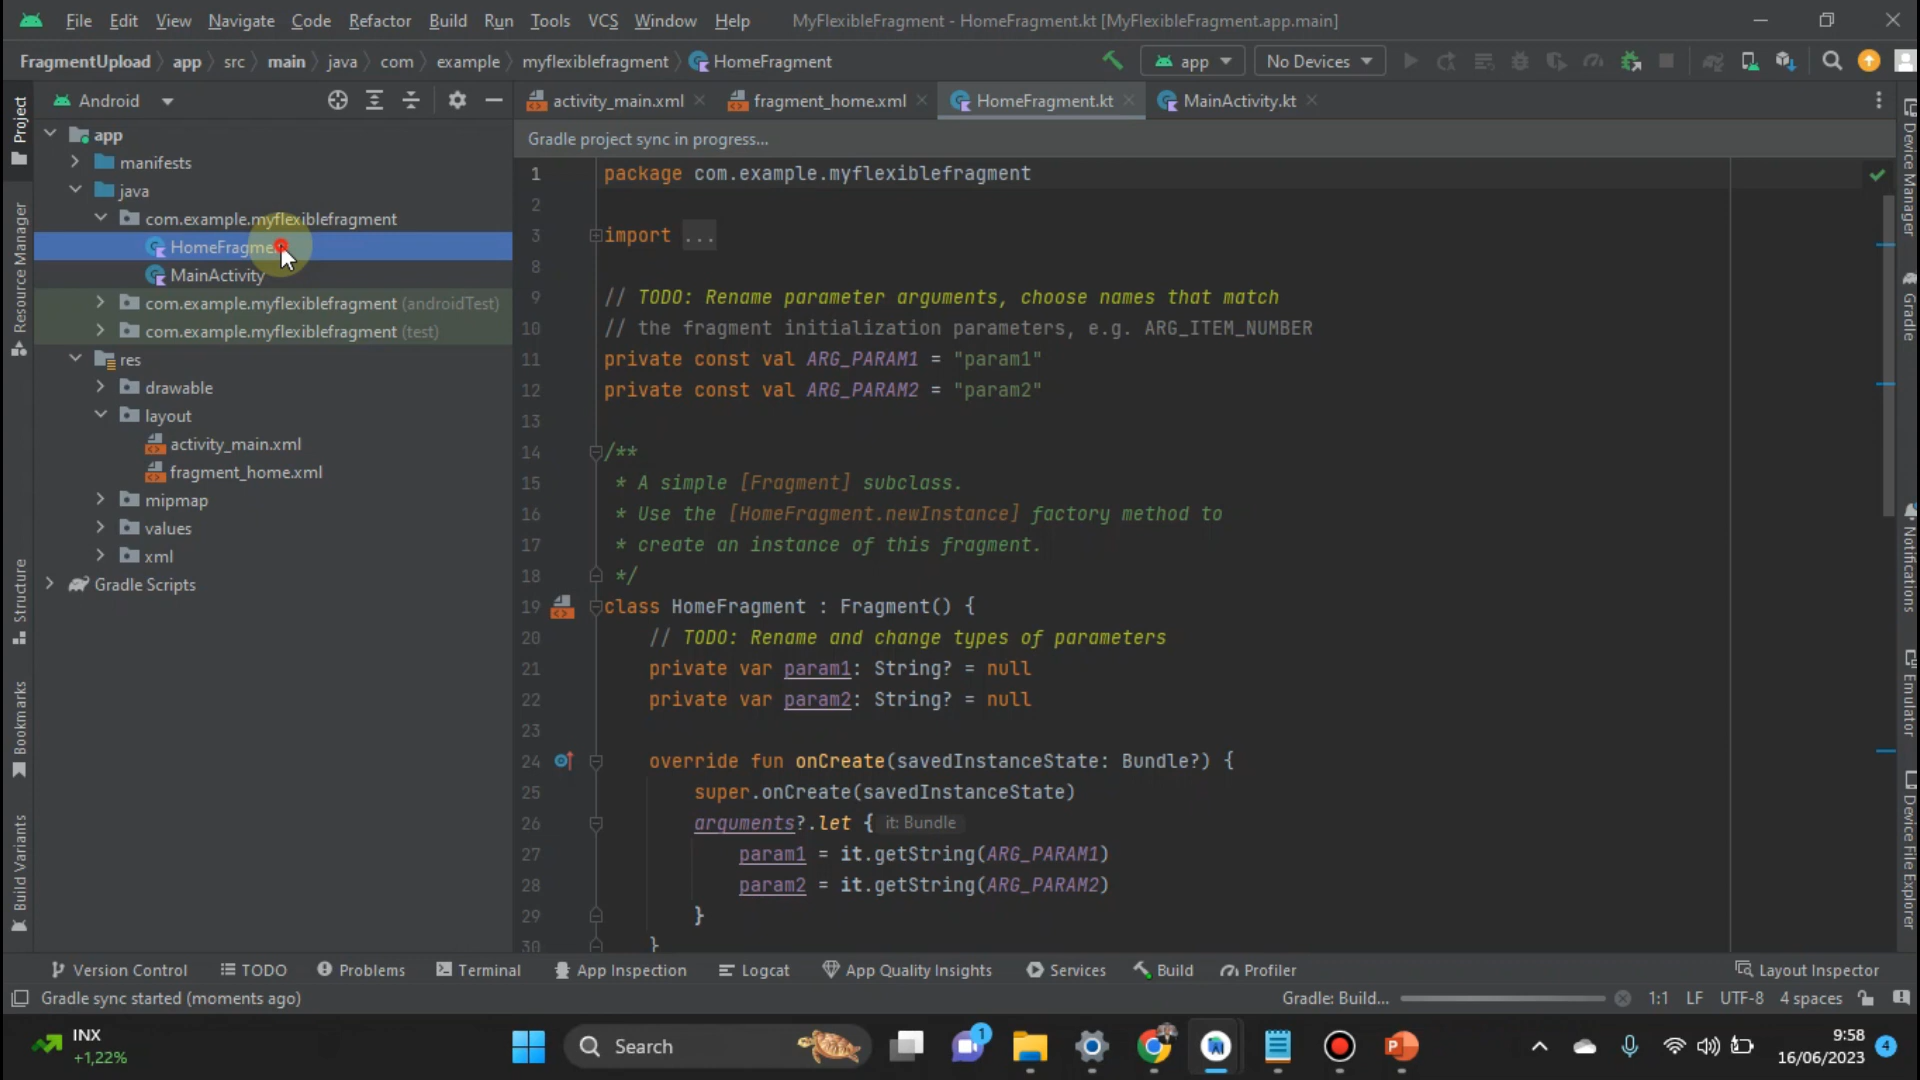 File Edit View Navigate Code Refactor Build Run Tools VCS Window Help MyFlexibleFragment - HomeFragment.kt [MyFlexibleFragment.app.main]
FragmentUpload app src main java com example myflexiblefragment HomeFragment app No Devices
Project
Resource Manager
Structure
Bookmarks
Build Variants
Android
app
manifests
java
com.example.myflexiblefragment
HomeFragme
MainActivity
com.example.myflexiblefragment (androidTest)
com.example.myflexiblefragment (test)
res
drawable
layout
activity_main.xml
fragment_home.xml
mipmap
values
xml
Gradle Scripts
activity_main.xml fragment_home.xml HomeFragment.kt MainActivity.kt
Gradle project sync in progress...
1 package com.example.myflexiblefragment
2
3 import ...
8
9 // TODO: Rename parameter arguments, choose names that match
10 // the fragment initialization parameters, e.g. ARG_ITEM_NUMBER
11 private const val ARG_PARAM1 = "param1"
12 private const val ARG_PARAM2 = "param2"
13
14 /**
15 * A simple [Fragment] subclass.
16 * Use the [HomeFragment.newInstance] factory method to
17 * create an instance of this fragment.
18 */
19 class HomeFragment : Fragment() {
20 // TODO: Rename and change types of parameters
21 private var param1: String? = null
22 private var param2: String? = null
23
24 override fun onCreate(savedInstanceState: Bundle?) {
25 super.onCreate(savedInstanceState)
26 arguments?.let { it: Bundle
27 param1 = it.getString(ARG_PARAM1)
28 param2 = it.getString(ARG_PARAM2)
29 }
30 }
Device Manager
Gradle
Notifications
Emulator
Device File Explorer
Version Control TODO Problems Terminal App Inspection Logcat App Quality Insights Services Build Profiler Layout Inspector
Gradle sync started (moments ago) Gradle: Build... 1:1 LF UTF-8 4 spaces
INX
+1,22%
Search
1
9:58
16/06/2023
4